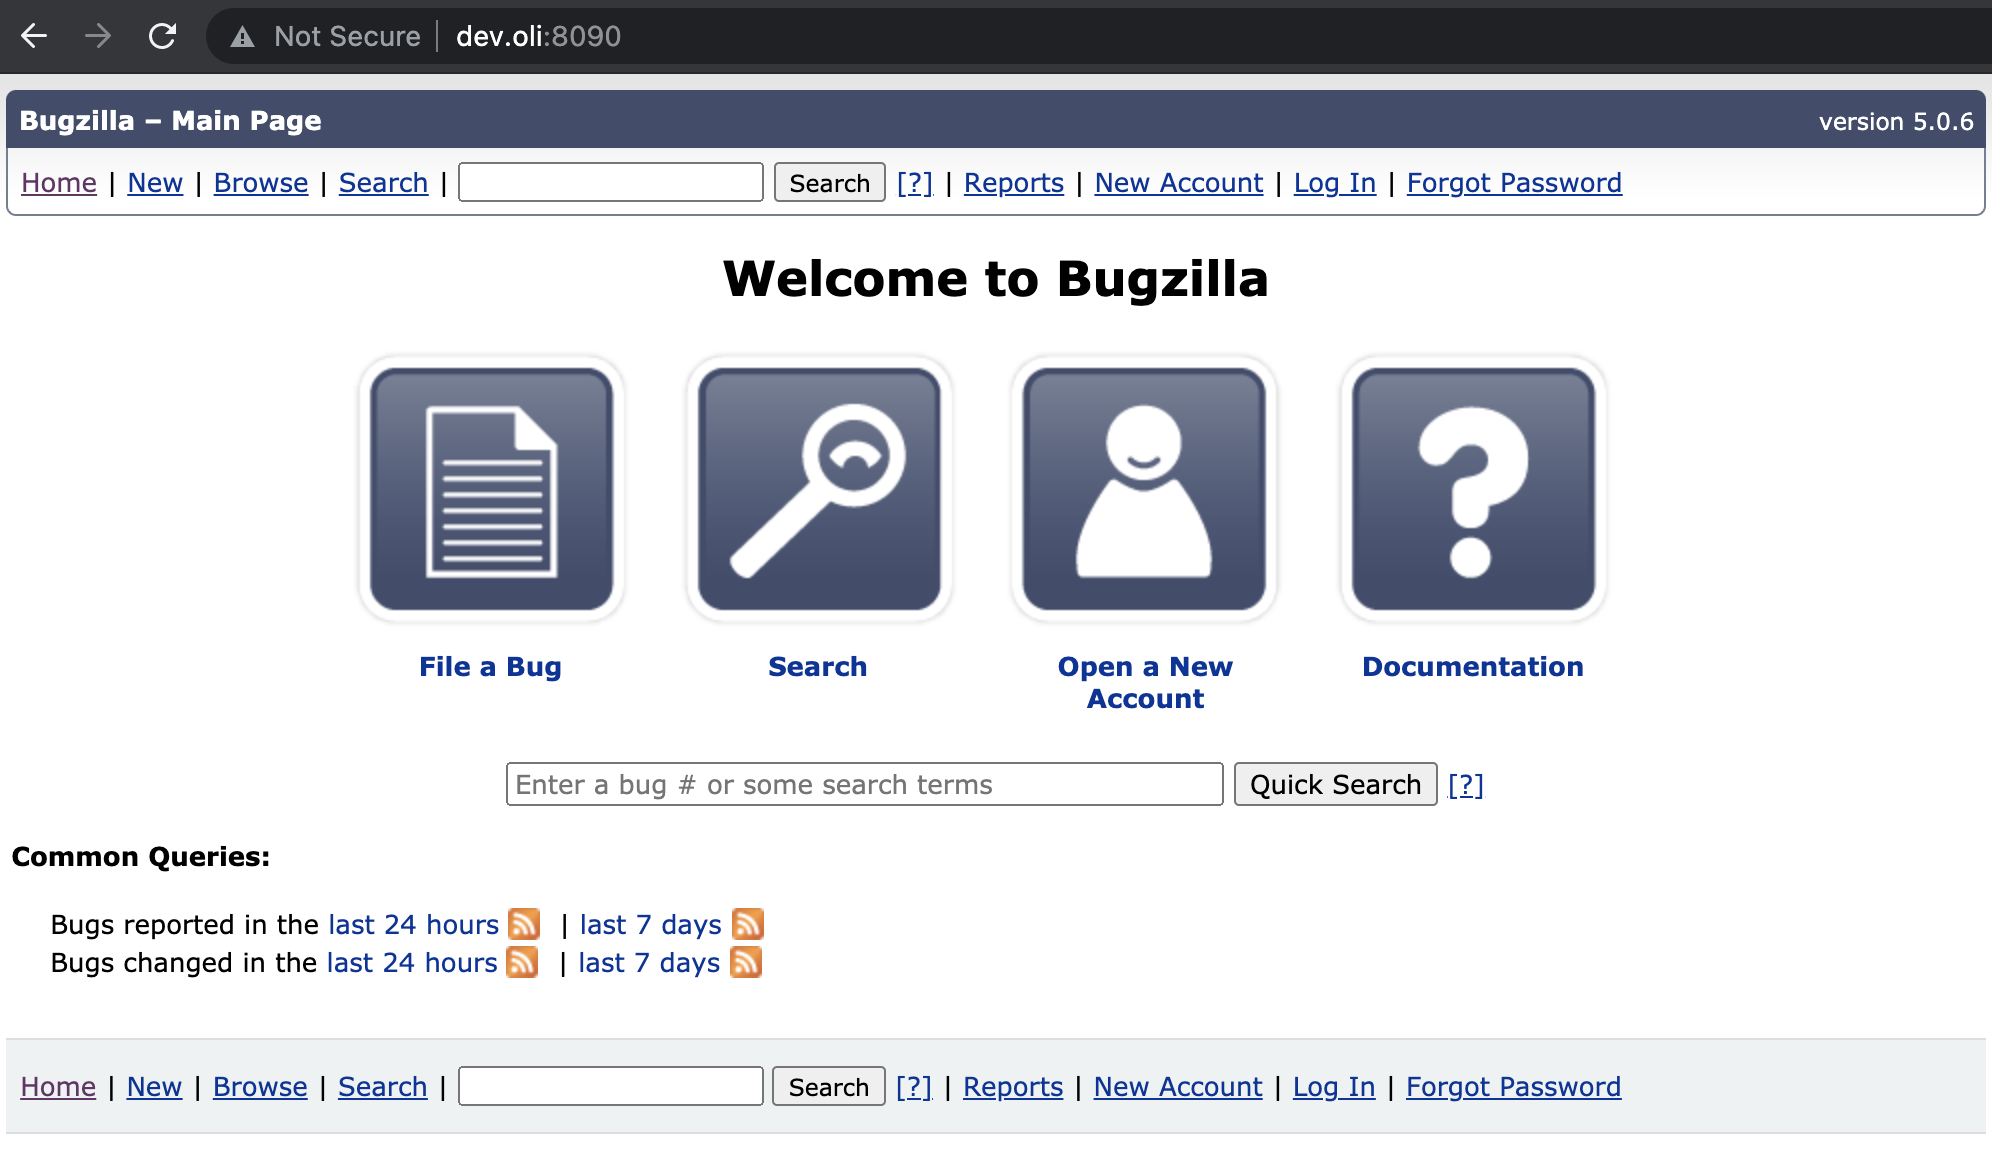 Not Secure | dev.oli:8090
Bugzilla – Main Page version 5.0.6
Home | New | Browse | Search | Search [?] | Reports | New Account | Log In | Forgot Password
Welcome to Bugzilla
File a Bug
Search
Open a New
Account
Documentation
Enter a bug # or some search terms Quick Search [?]
Common Queries:
Bugs reported in the last 24 hours | last 7 days
Bugs changed in the last 24 hours | last 7 days
Home | New | Browse | Search | Search [?] | Reports | New Account | Log In | Forgot Password